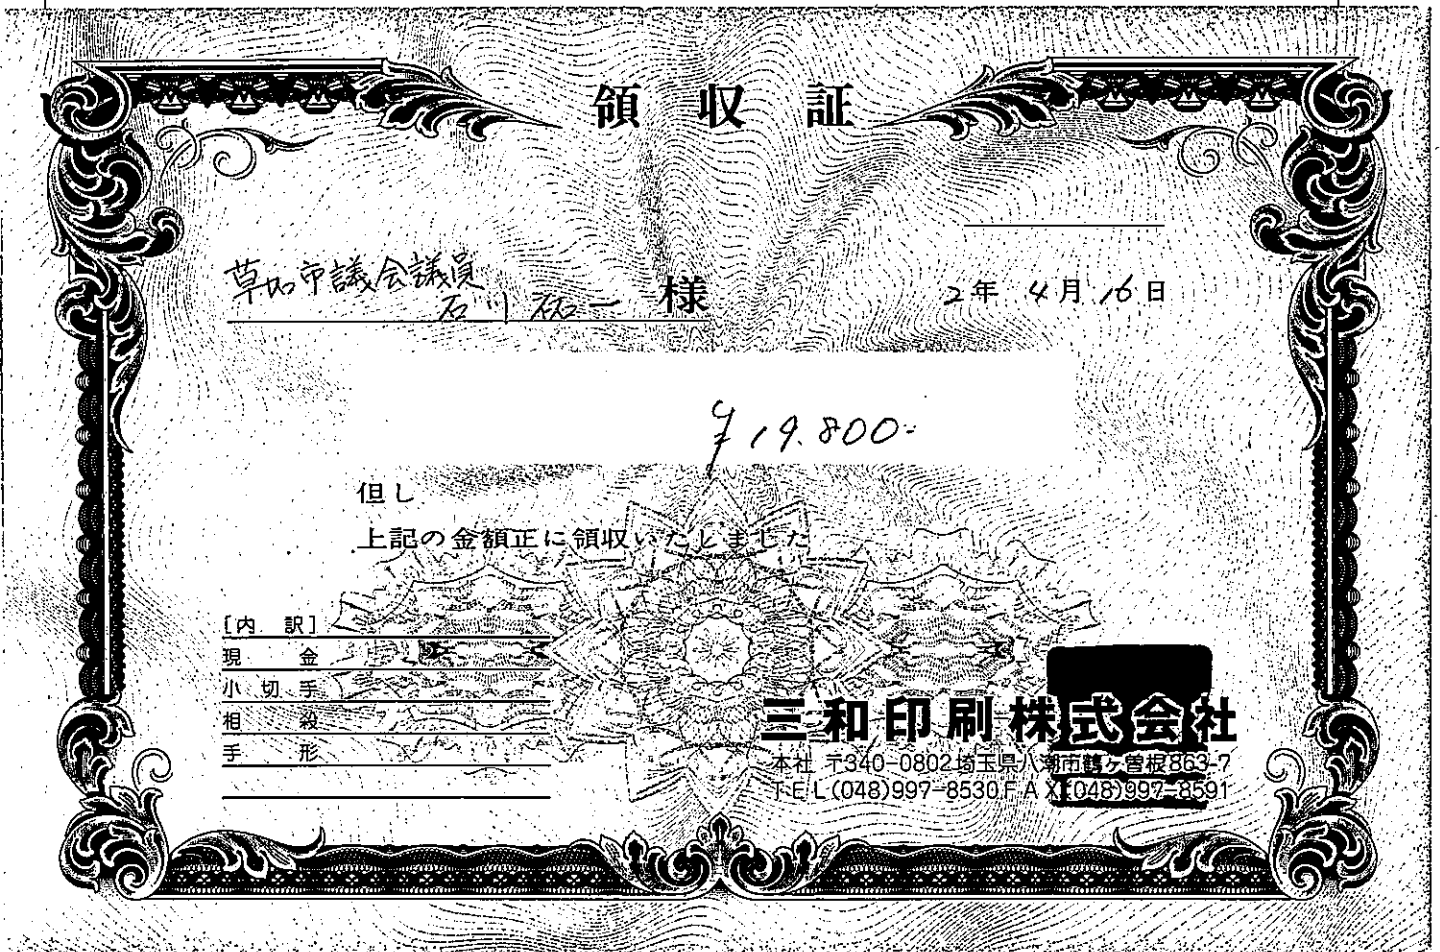 領収証
草加市議会議員
石川祐一 様
2年 4月 16日
¥19.800-
但し
上記の金額正に領収いたしました
[内 訳]
現 金
小切手
相 殺
手 形
三和印刷株式会社
本社 〒340-0802埼玉県八潮市鶴ヶ曽根863-7
TEL(048)997-8530 FAX(048)997-8591